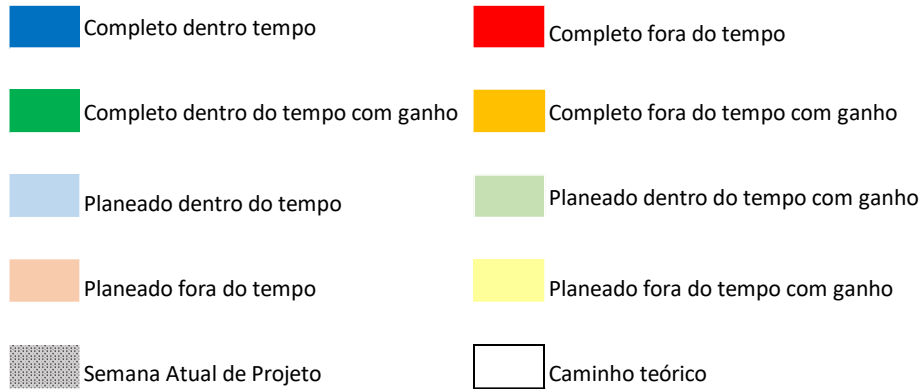 Completo dentro tempo
Completo fora do tempo
Completo dentro do tempo com ganho
Completo fora do tempo com ganho
Planeado dentro do tempo
Planeado dentro do tempo com ganho
Planeado fora do tempo
Planeado fora do tempo com ganho
Semana Atual de Projeto
Caminho teórico